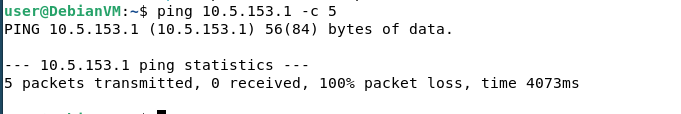 user@DebianVM:~$ ping 10.5.153.1 -c 5
PING 10.5.153.1 (10.5.153.1) 56(84) bytes of data.

--- 10.5.153.1 ping statistics ---
5 packets transmitted, 0 received, 100% packet loss, time 4073ms